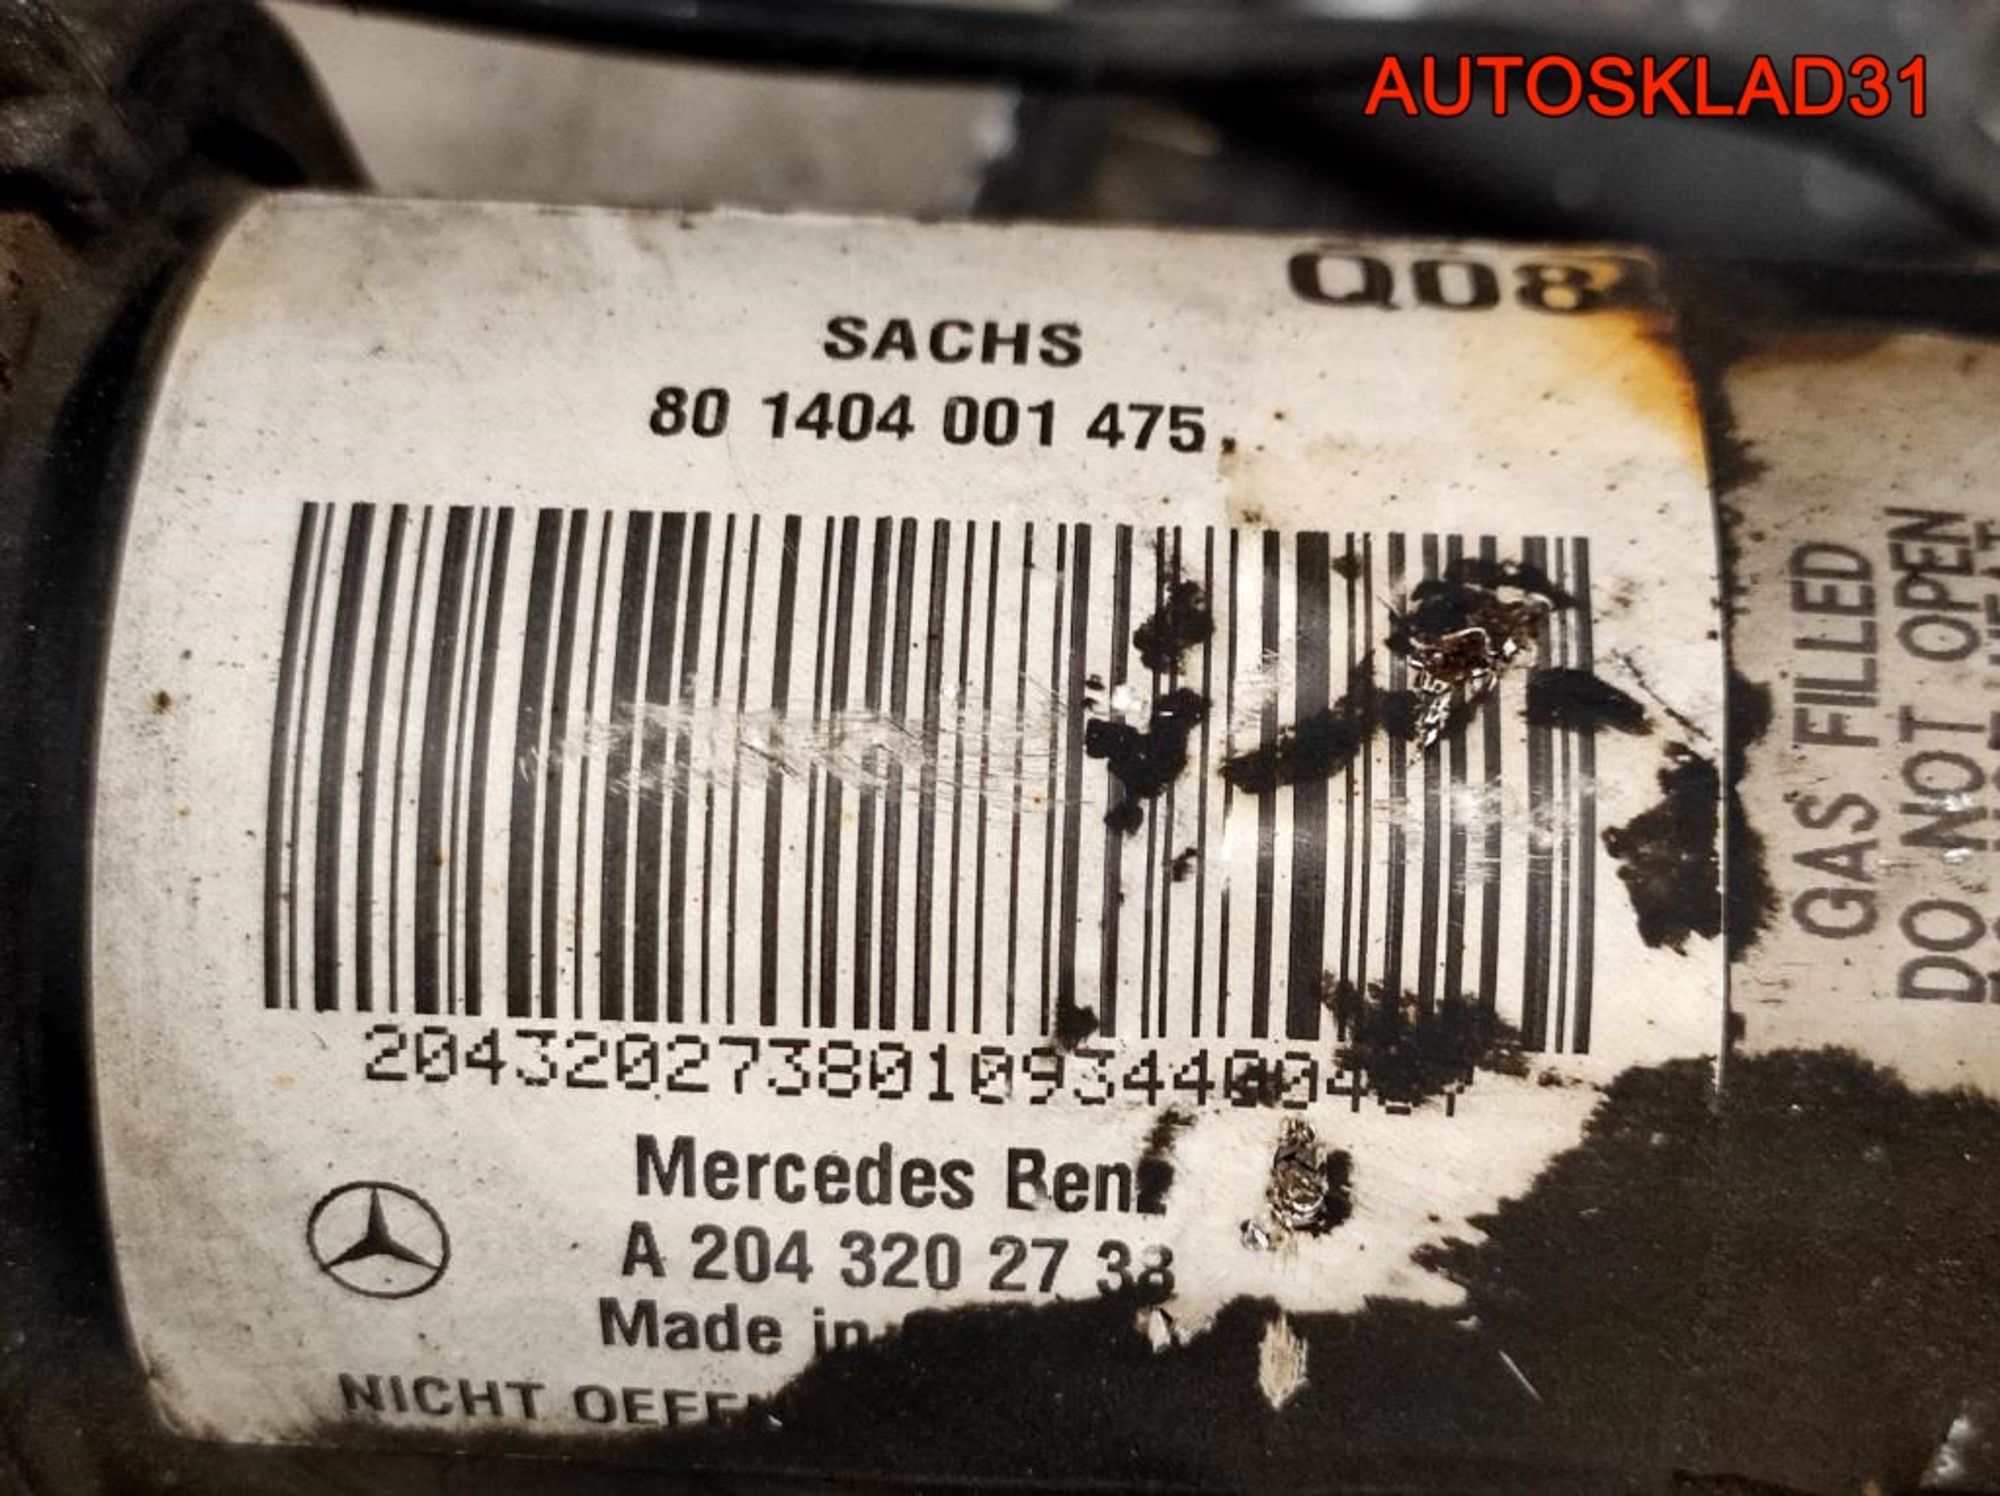 AUTOSKLAD31
Q08
SACHS
80 1404 001 475
Mercedes Benz
A 204 320 27 38
Made in
NICHT
GAS FILLED
DO NOT OPEN